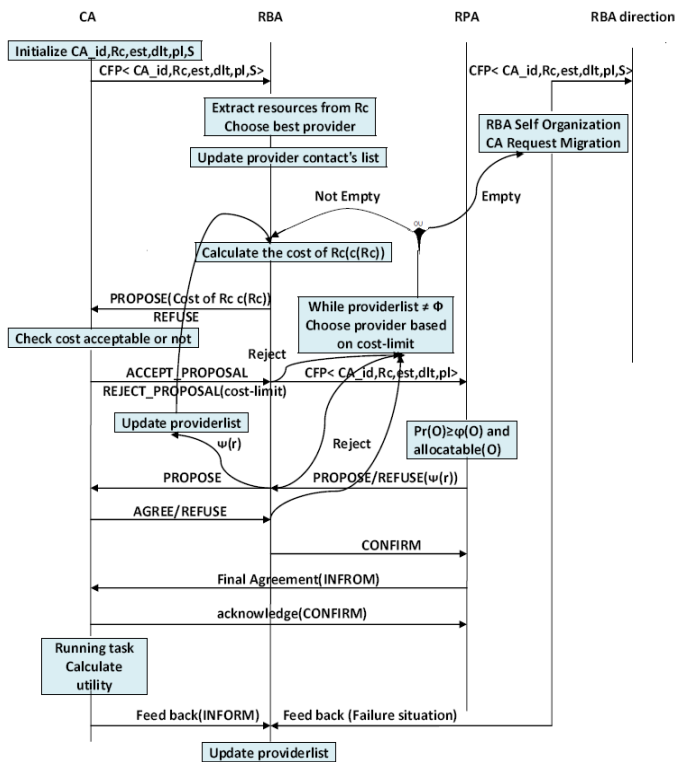 CA RBA RPA RBA direction
Initialize CA_id,Rc,est,dlt,pl,S
CFP< CA_id,Rc,est,dlt,pl,S> CFP< CA_id,Rc,est,dlt,pl,S>
Extract resources from Rc
Choose best provider
RBA Self Organization
CA Request Migration
Update provider contact's list
Not Empty Empty
Calculate the cost of Rc(c(Rc))
PROPOSE(Cost of Rc c(Rc))
REFUSE
While providerlist ≠ Φ
Choose provider based
on cost-limit
Check cost acceptable or not
Reject
ACCEPT_PROPOSAL CFP< CA_id,Rc,est,dlt,pl>
REJECT_PROPOSAL(cost-limit)
Update providerlist
Pr(O)≥φ(O) and
allocatable(O)
Ψ(r) Reject
PROPOSE PROPOSE/REFUSE(Ψ(r))
AGREE/REFUSE
CONFIRM
Final Agreement(INFROM)
acknowledge(CONFIRM)
Running task
Calculate
utility
Feed back(INFORM) Feed back (Failure situation)
Update providerlist